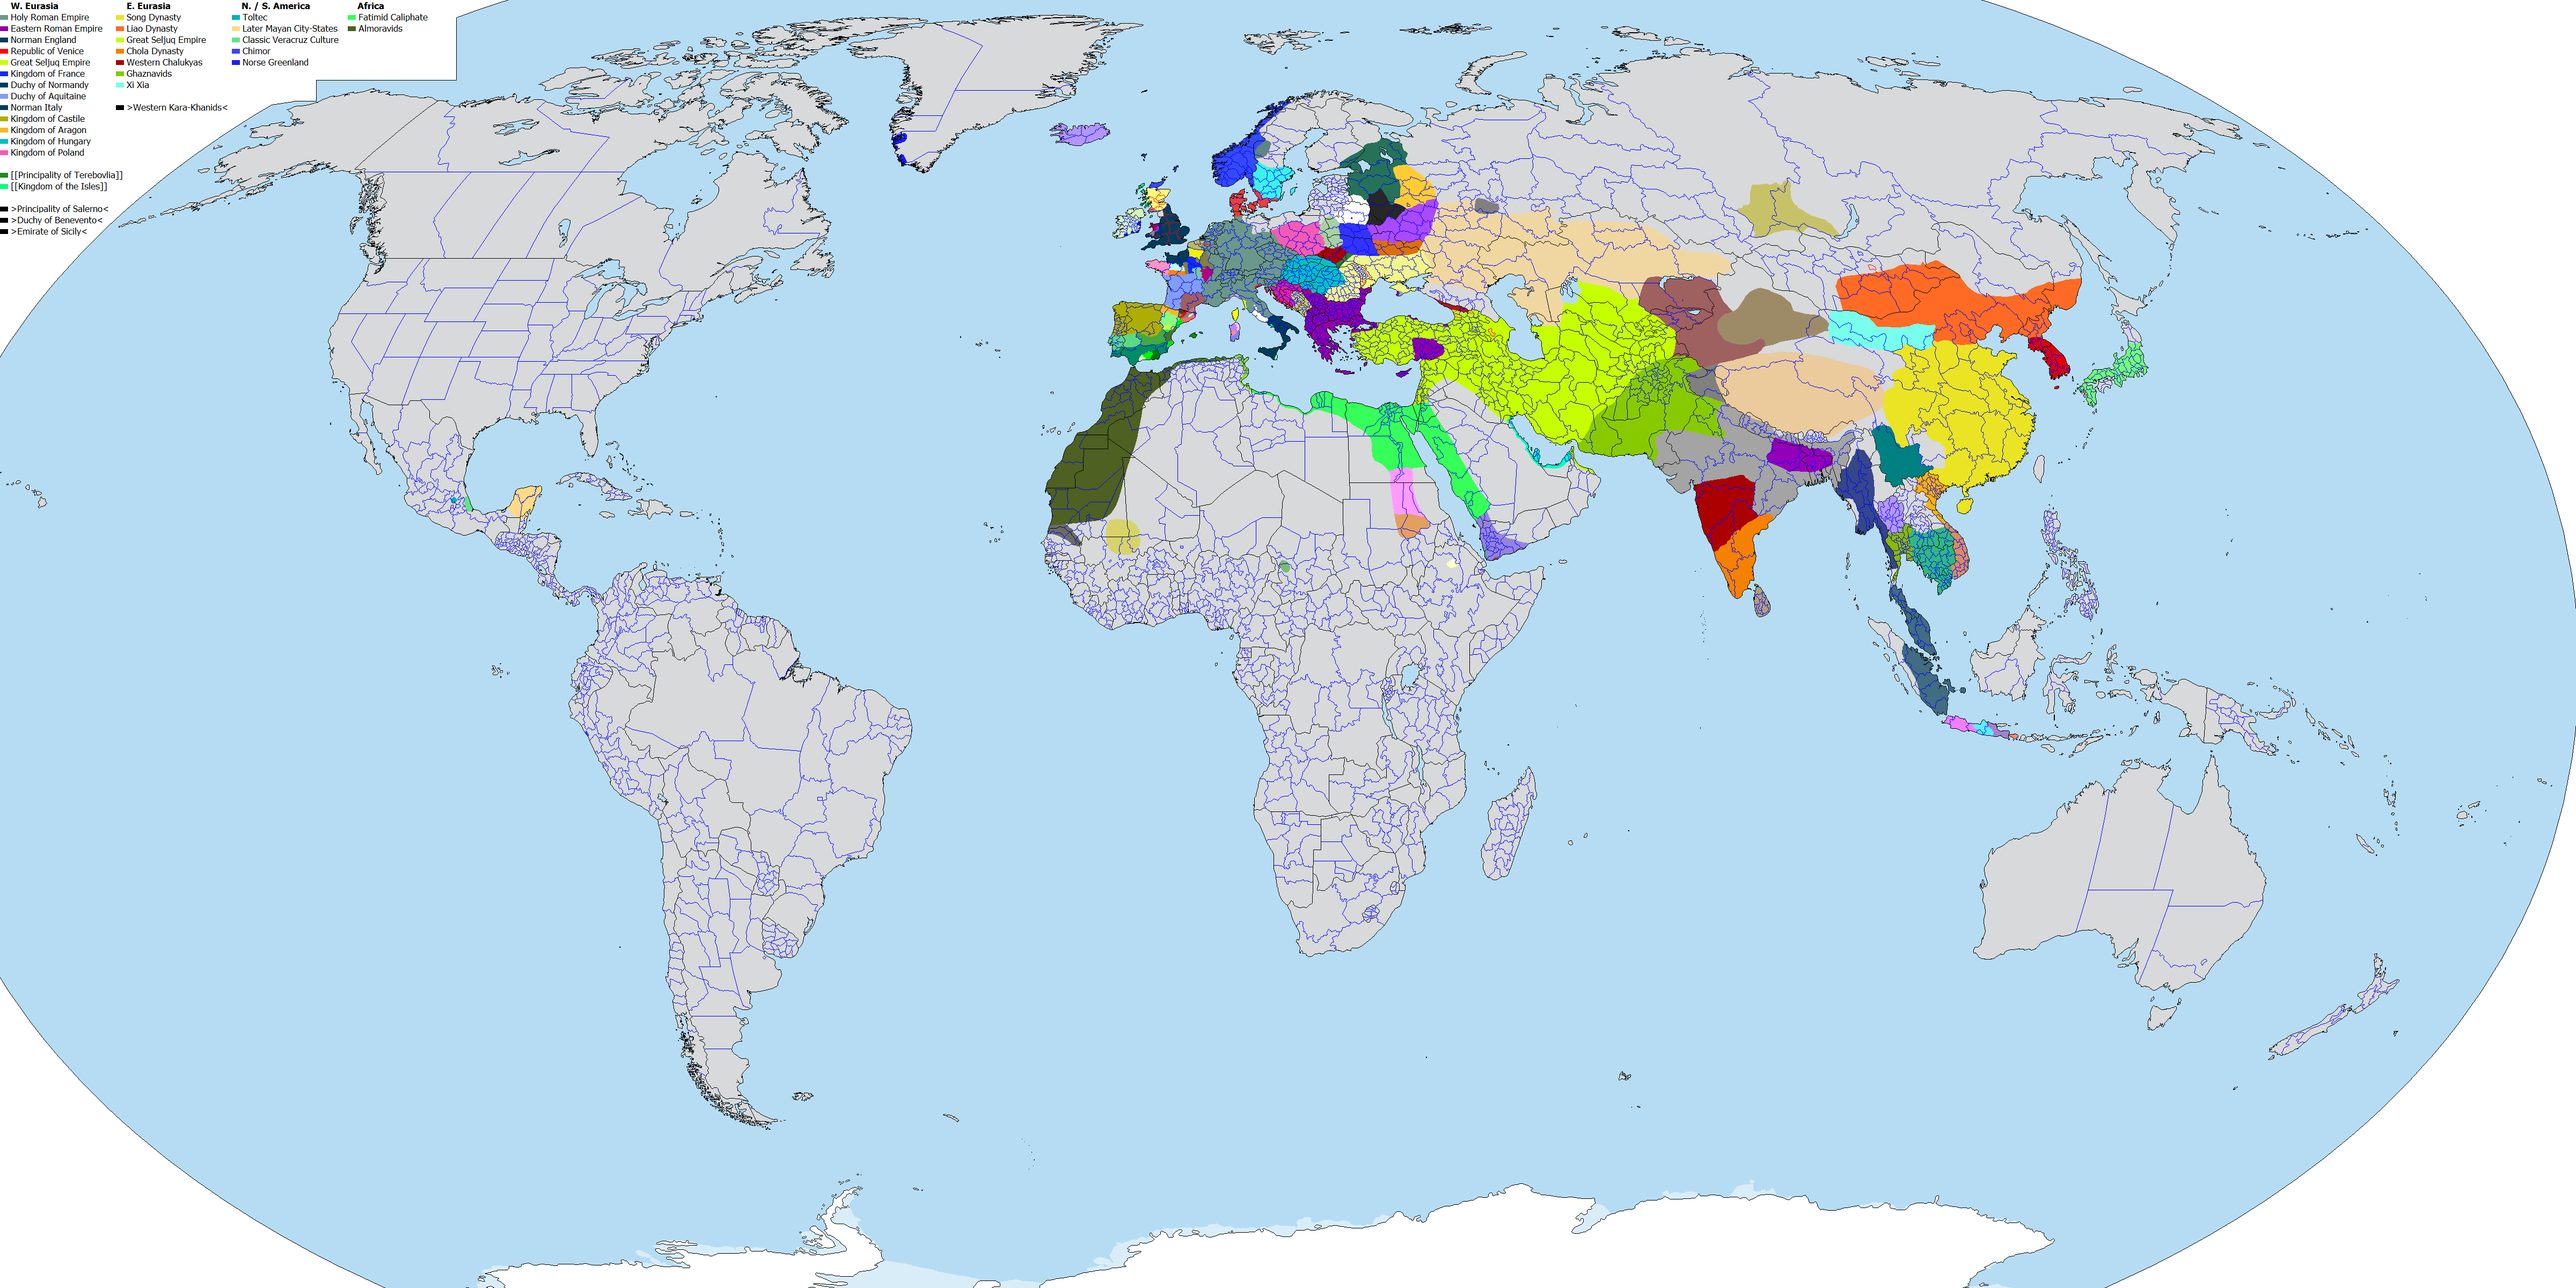 W. Eurasia
Holy Roman Empire
Eastern Roman Empire
Norman England
Republic of Venice
Great Seljuq Empire
Kingdom of France
Duchy of Normandy
Duchy of Aquitaine
Norman Italy
Kingdom of Castile
Kingdom of Aragon
Kingdom of Hungary
Kingdom of Poland
[[Principality of Terebovlia]]
[[Kingdom of the Isles]]
>Principality of Salerno<
>Duchy of Benevento<
>Emirate of Sicily<
E. Eurasia
Song Dynasty
Liao Dynasty
Great Seljuq Empire
Chola Dynasty
Western Chalukyas
Ghaznavids
Xi Xia
>Western Kara-Khanids<
N. / S. America
Toltec
Later Mayan City-States
Classic Veracruz Culture
Chimor
Norse Greenland
Africa
Fatimid Caliphate
Almoravids